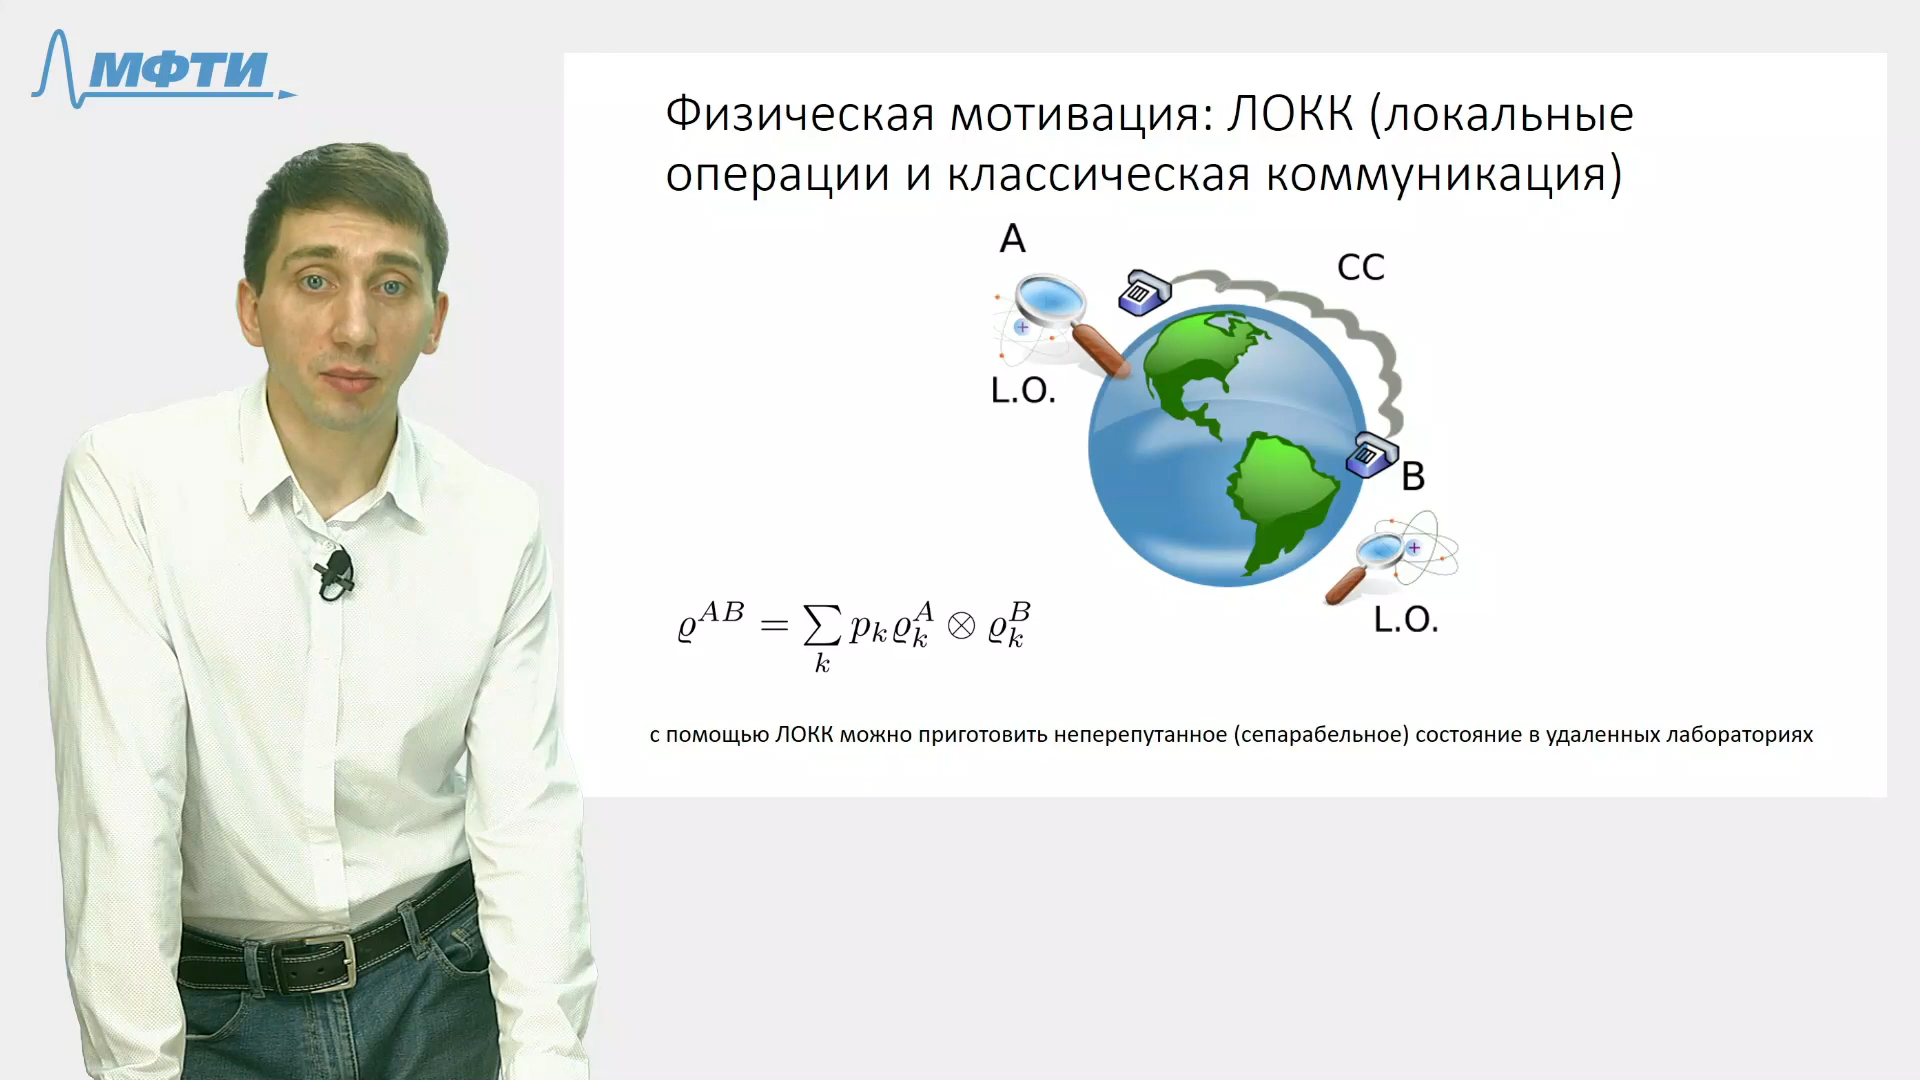 МФТИ
Физическая мотивация: ЛОКК (локальные
операции и классическая коммуникация)
A
CC
L.O.
B
L.O.
ϱ^{AB} = ∑_k p_k ϱ_k^A ⊗ ϱ_k^B
с помощью ЛОКК можно приготовить неперепутанное (сепарабельное) состояние в удаленных лабораториях